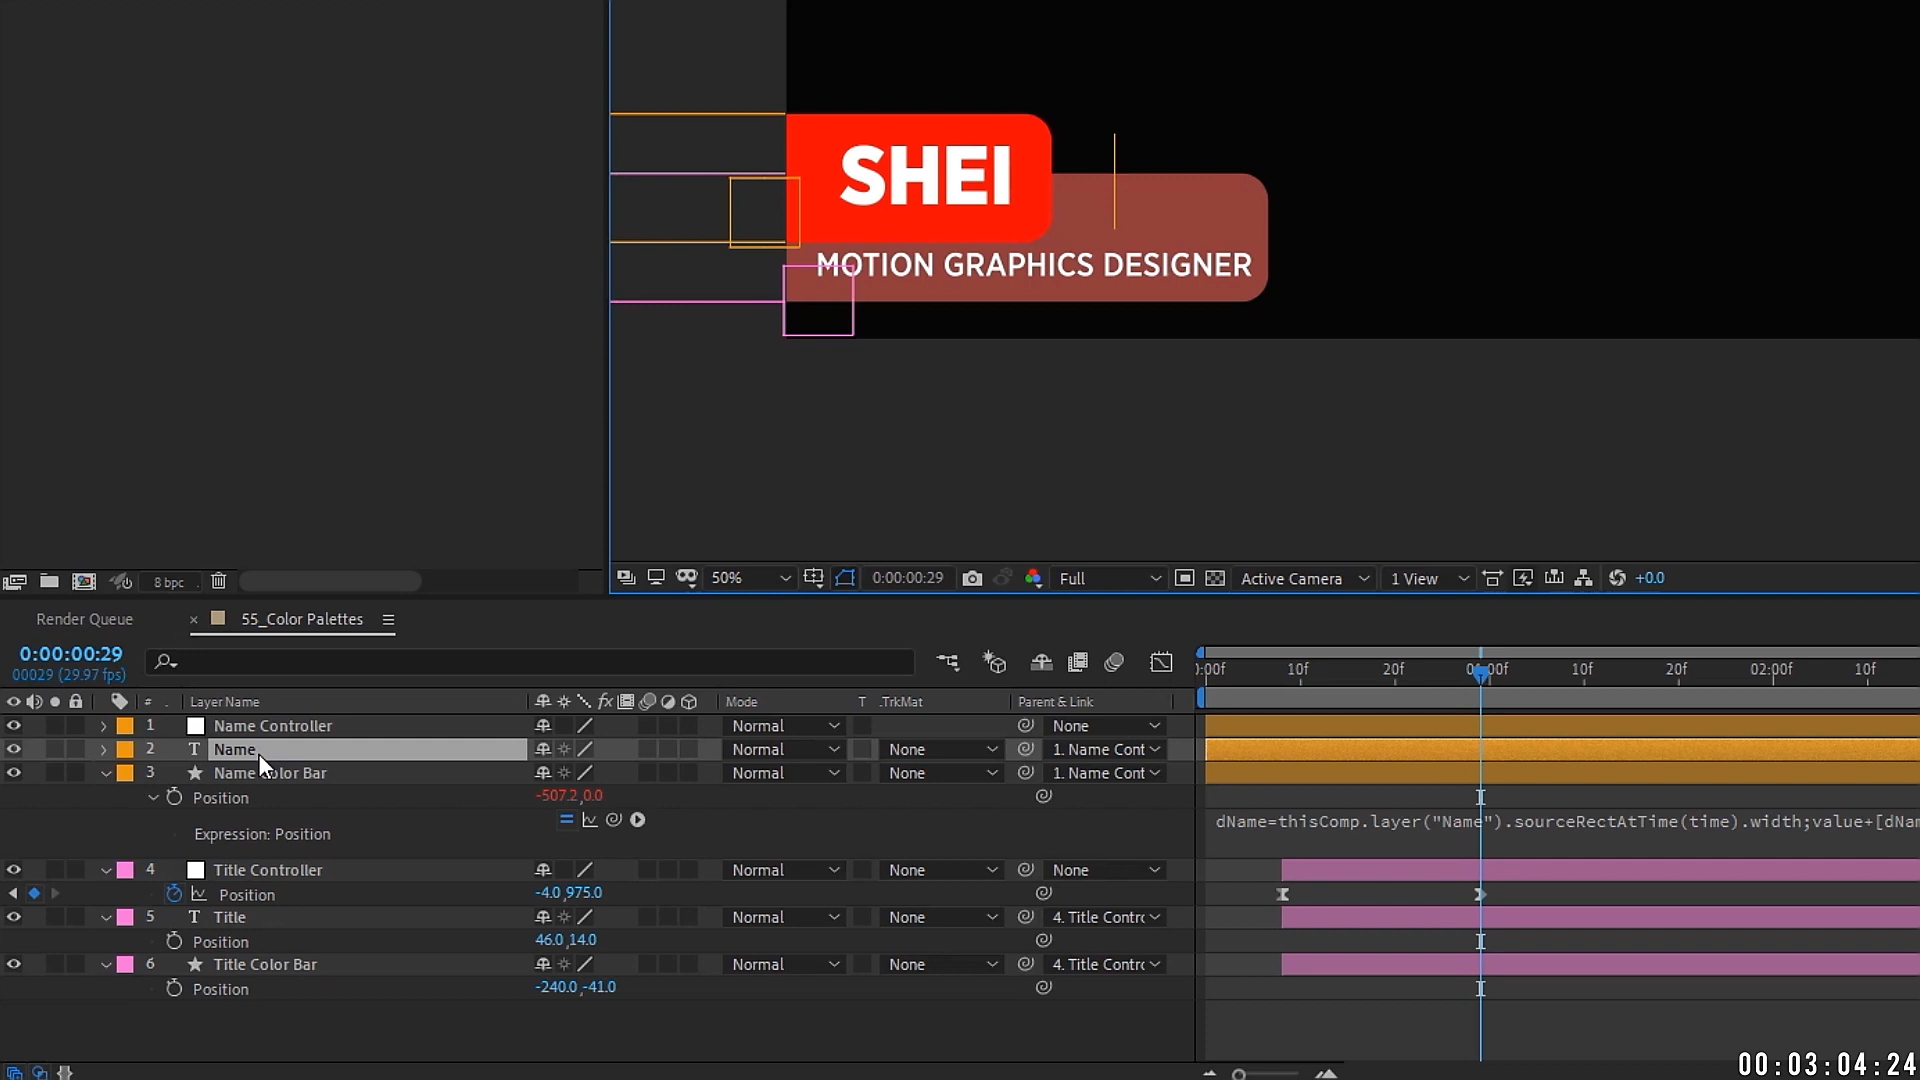 SHEI
MOTION GRAPHICS DESIGNER
8 bpc
50%
0:00:00:29
Full
Active Camera
1 View
+0.0
Render Queue
× 55_Color Palettes
0:00:00:29
00029 (29.97 fps)
:00f 10f 20f 00f 10f 20f 02:00f 10f
# Layer Name fx Mode T .TrkMat Parent & Link
1 Name Controller Normal None
2 T Name Normal None 1. Name Cont
3 Name Color Bar Normal None 1. Name Cont
Position -507.2,0.0
Expression: Position dName=thisComp.layer("Name").sourceRectAtTime(time).width;value+[dNam
4 Title Controller Normal None None
Position -4.0,975.0
5 T Title Normal None 4. Title Contr
Position 46.0,14.0
6 Title Color Bar Normal None 4. Title Contr
Position -240.0,-41.0
00:03:04:24